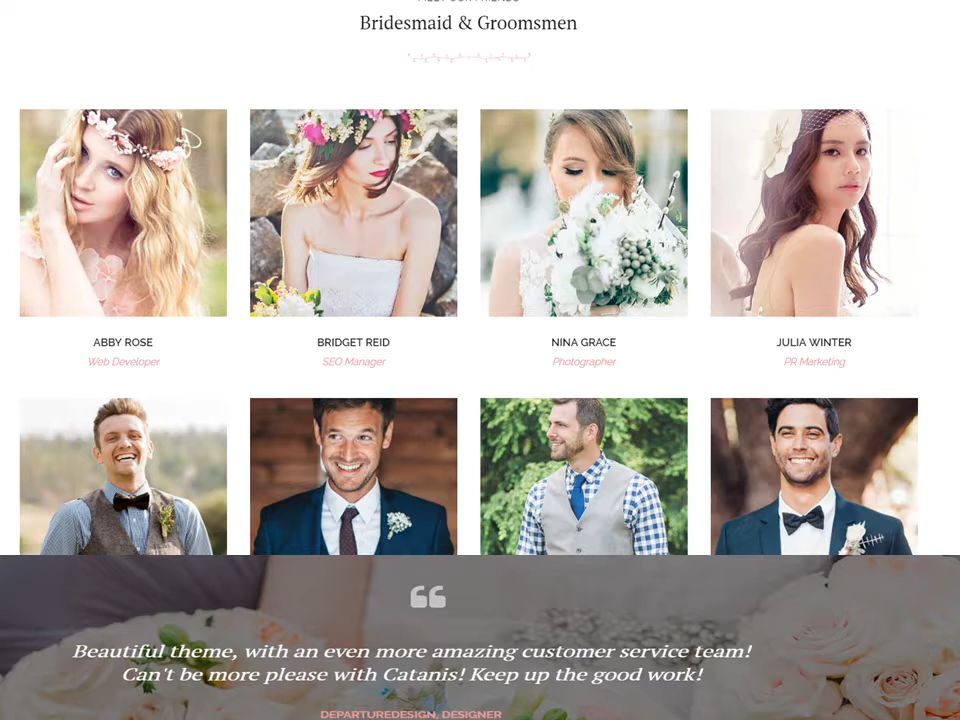 Bridesmaid & Groomsmen
ABBY ROSE
Web Developer
BRIDGET REID
SEO Manager
NINA GRACE
Photographer
JULIA WINTER
PR Marketing
Beautiful theme, with an even more amazing customer service team!
Can't be more please with Catanis! Keep up the good work!
DEPARTUREDESIGN, DESIGNER